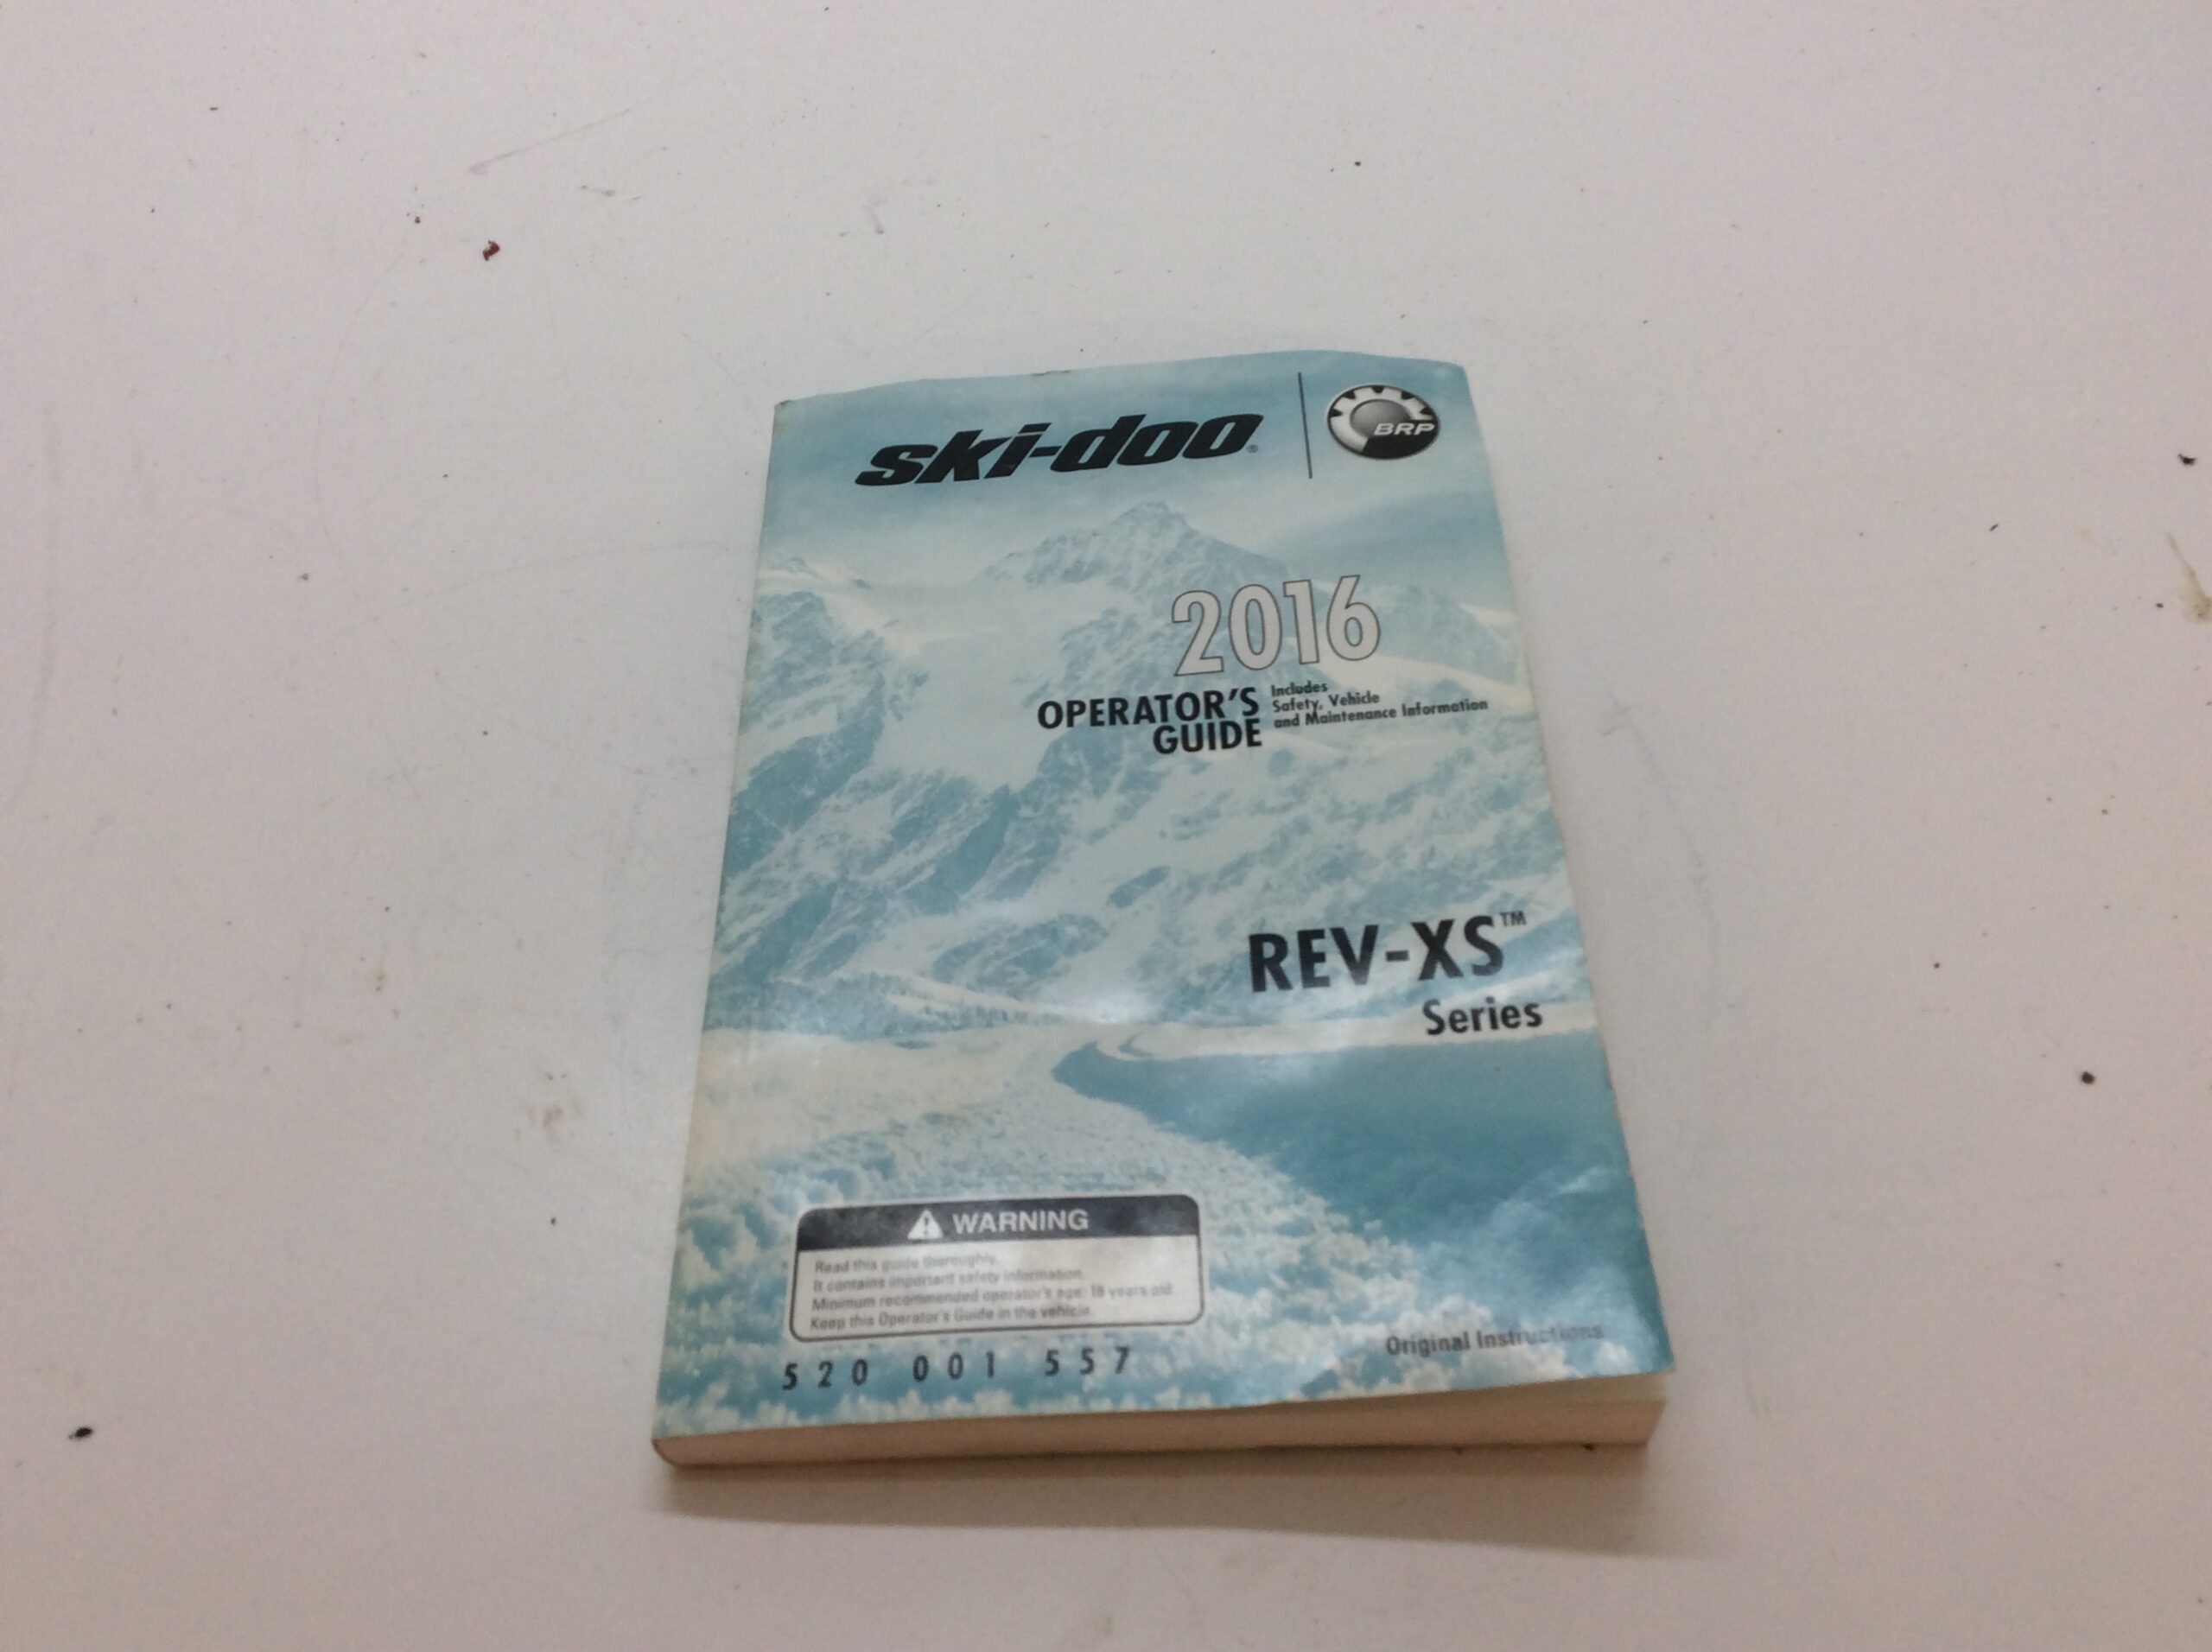 ski-doo®
BRP
2016
OPERATOR'S
GUIDE
Includes
Safety, Vehicle
and Maintenance Information
REV-XS™
Series
WARNING
Read this guide thoroughly.
It contains important safety information.
Minimum recommended operator's age: 16 years old
Keep this Operator's Guide in the vehicle.
520 001 557
Original Instructions